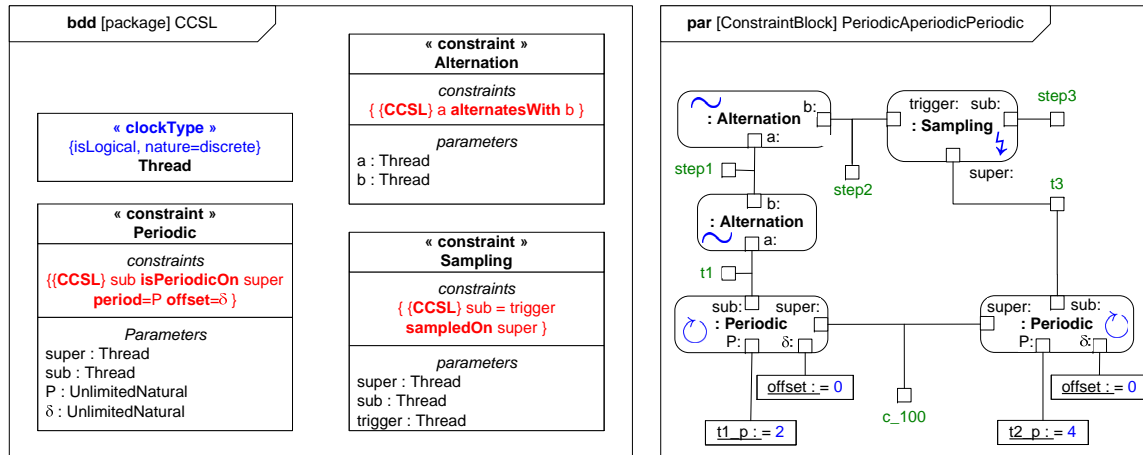 bdd [package] CCSL
« clockType »
{isLogical, nature=discrete}
Thread
« constraint »
Alternation
constraints
{ {CCSL} a alternatesWith b }
parameters
a : Thread
b : Thread
« constraint »
Periodic
constraints
{{CCSL} sub isPeriodicOn super
period=P offset=δ }
Parameters
super : Thread
sub : Thread
P : UnlimitedNatural
δ : UnlimitedNatural
« constraint »
Sampling
constraints
{ {CCSL} sub = trigger
sampledOn super }
parameters
super : Thread
sub : Thread
trigger : Thread
par [ConstraintBlock] PeriodicAperiodicPeriodic
b:
: Alternation
a:
trigger: sub:
: Sampling
super:
step3
step1
step2
t3
b:
: Alternation
a:
t1
sub: super:
: Periodic
P: δ:
super: sub:
: Periodic
P: δ:
offset : = 0
offset : = 0
c_100
t1_p : = 2
t2_p : = 4